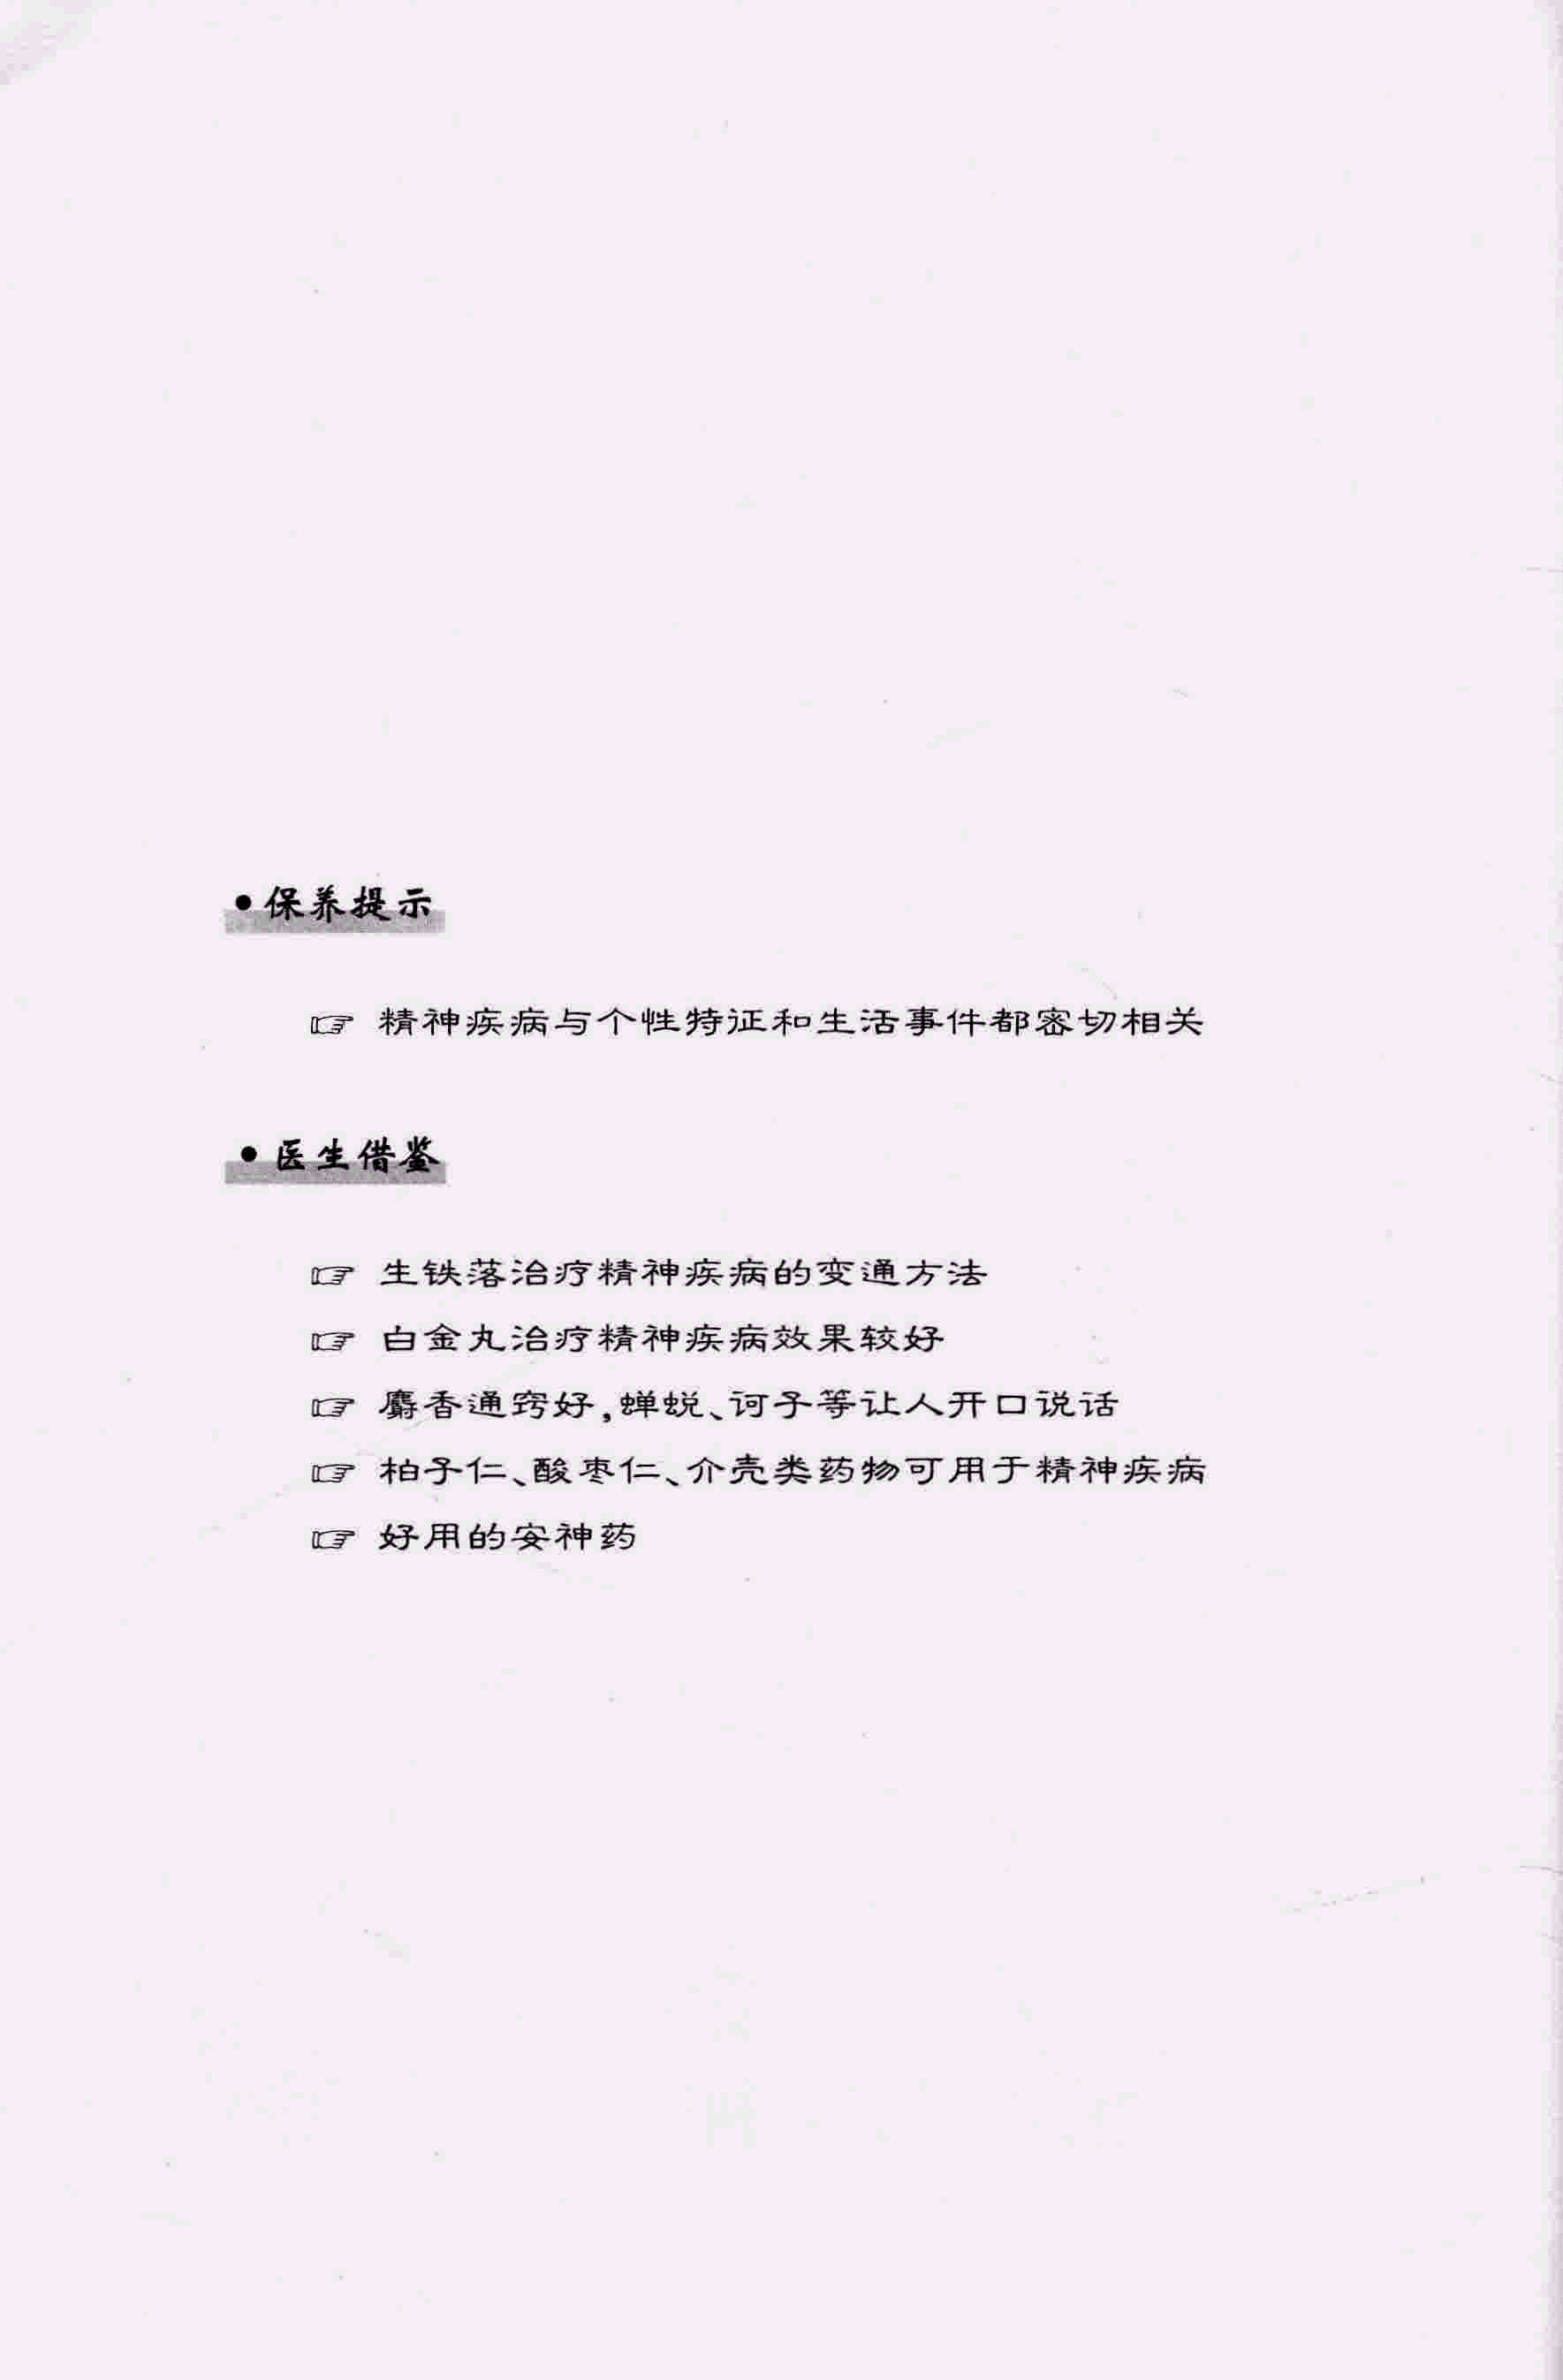 •保养提示
☞ 精神疾病与个性特征和生活事件都密切相关
•医生借鉴
☞ 生铁落治疗精神疾病的变通方法
☞ 白金丸治疗精神疾病效果较好
☞ 麝香通窍好,蝉蜕、诃子等让人开口说话
☞ 柏子仁、酸枣仁、介壳类药物可用于精神疾病
☞ 好用的安神药